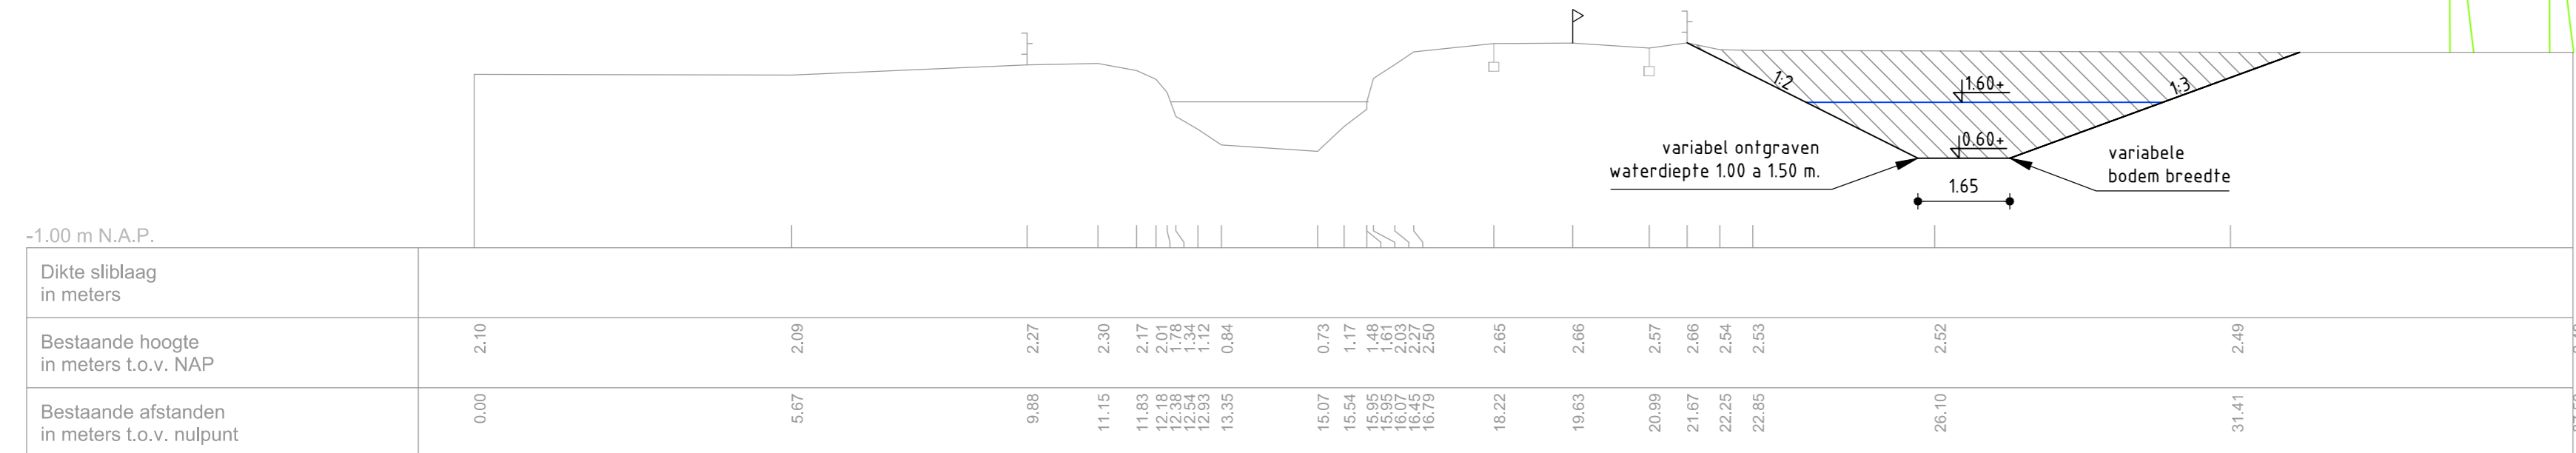 1:2
1.60+
1:3
0.60+
variabel ontgraven
waterdiepte 1.00 a 1.50 m.
variabele
bodem breedte
1.65
-1.00 m N.A.P.
Dikte sliblaag
in meters
Bestaande hoogte
in meters t.o.v. NAP
2.10 2.09 2.27 2.30 2.17 2.01 1.78 1.34 1.12 0.84 0.73 1.17 1.48 1.61 2.03 2.27 2.50 2.65 2.66 2.57 2.66 2.54 2.53 2.52 2.49
Bestaande afstanden
in meters t.o.v. nulpunt
0.00 5.67 9.88 11.15 11.83 12.18 12.38 12.54 12.93 13.35 15.07 15.54 15.95 15.95 16.07 16.45 16.79 18.22 19.63 20.99 21.67 22.25 22.85 26.10 31.41